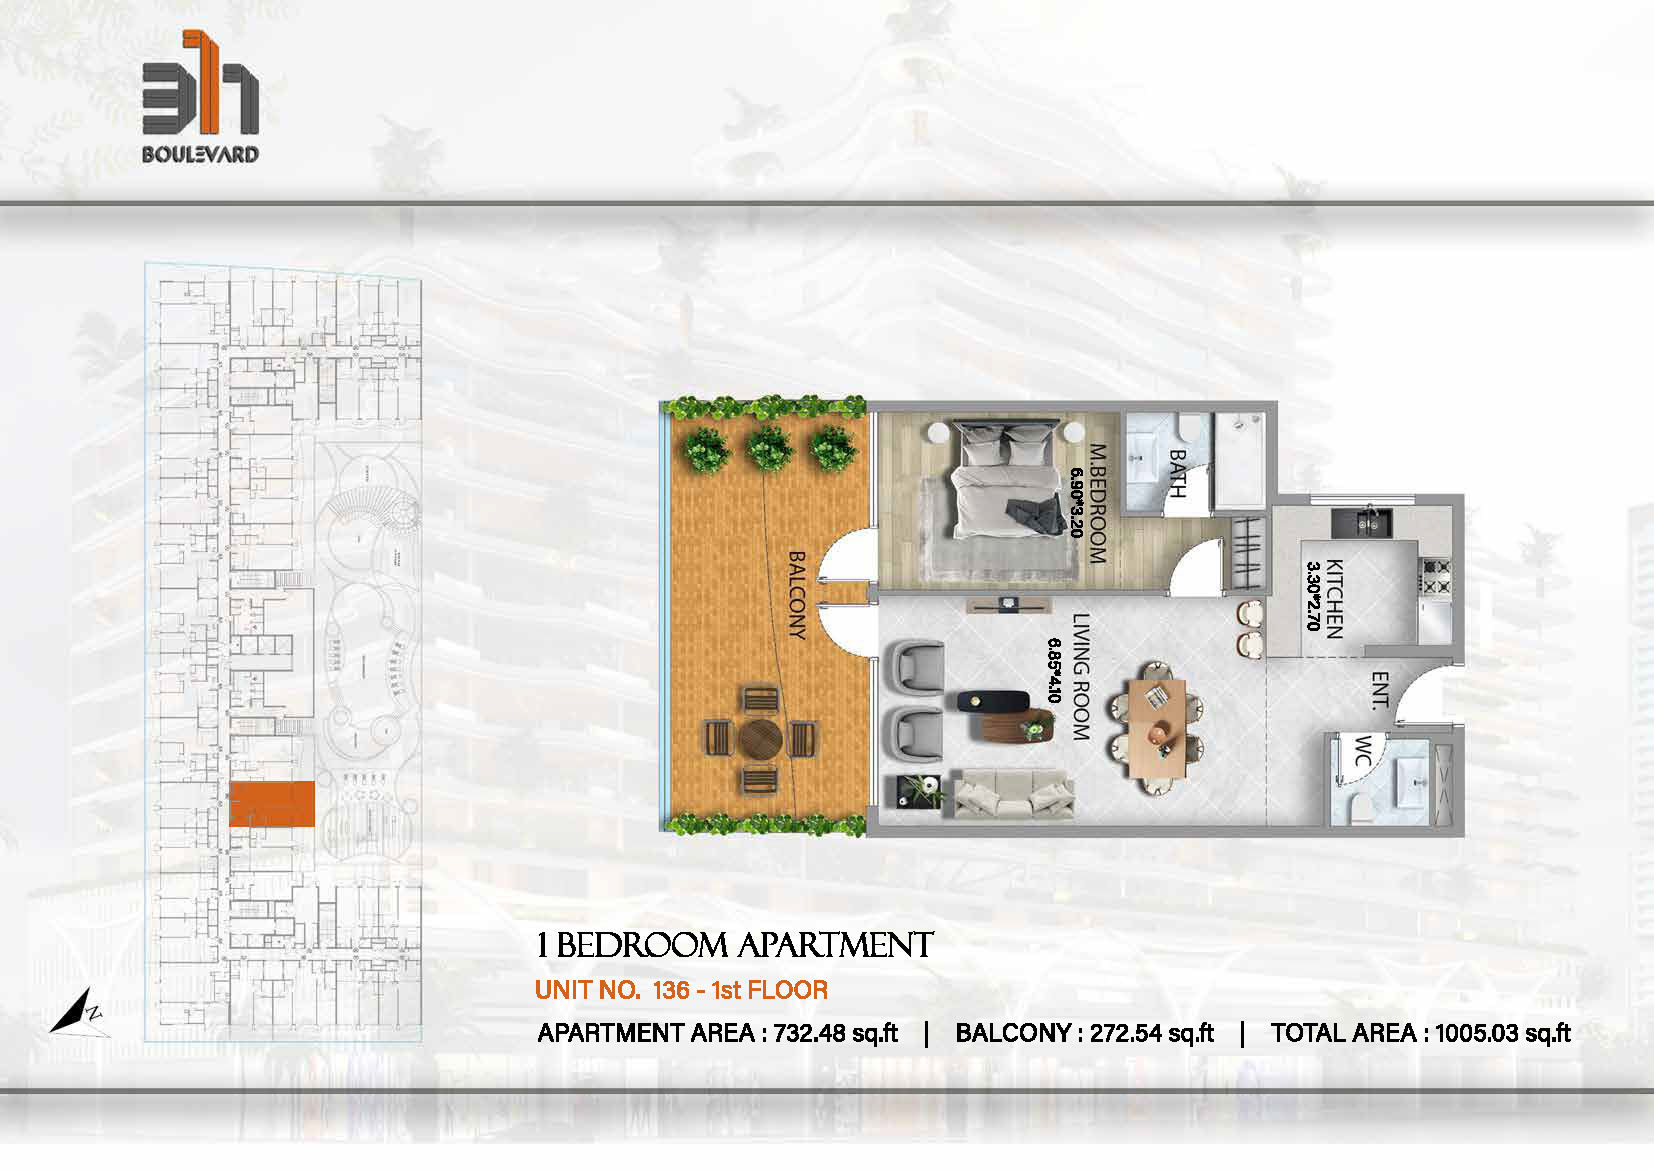 311
BOULEVARD
BALCONY
M.BEDROOM
6.90*3.20
BATH
KITCHEN
3.30*2.70
LIVING ROOM
6.85*4.10
ENT.
WC
N
1 BEDROOM APARTMENT
UNIT NO. 136 - 1st FLOOR
APARTMENT AREA : 732.48 sq.ft | BALCONY : 272.54 sq.ft | TOTAL AREA : 1005.03 sq.ft